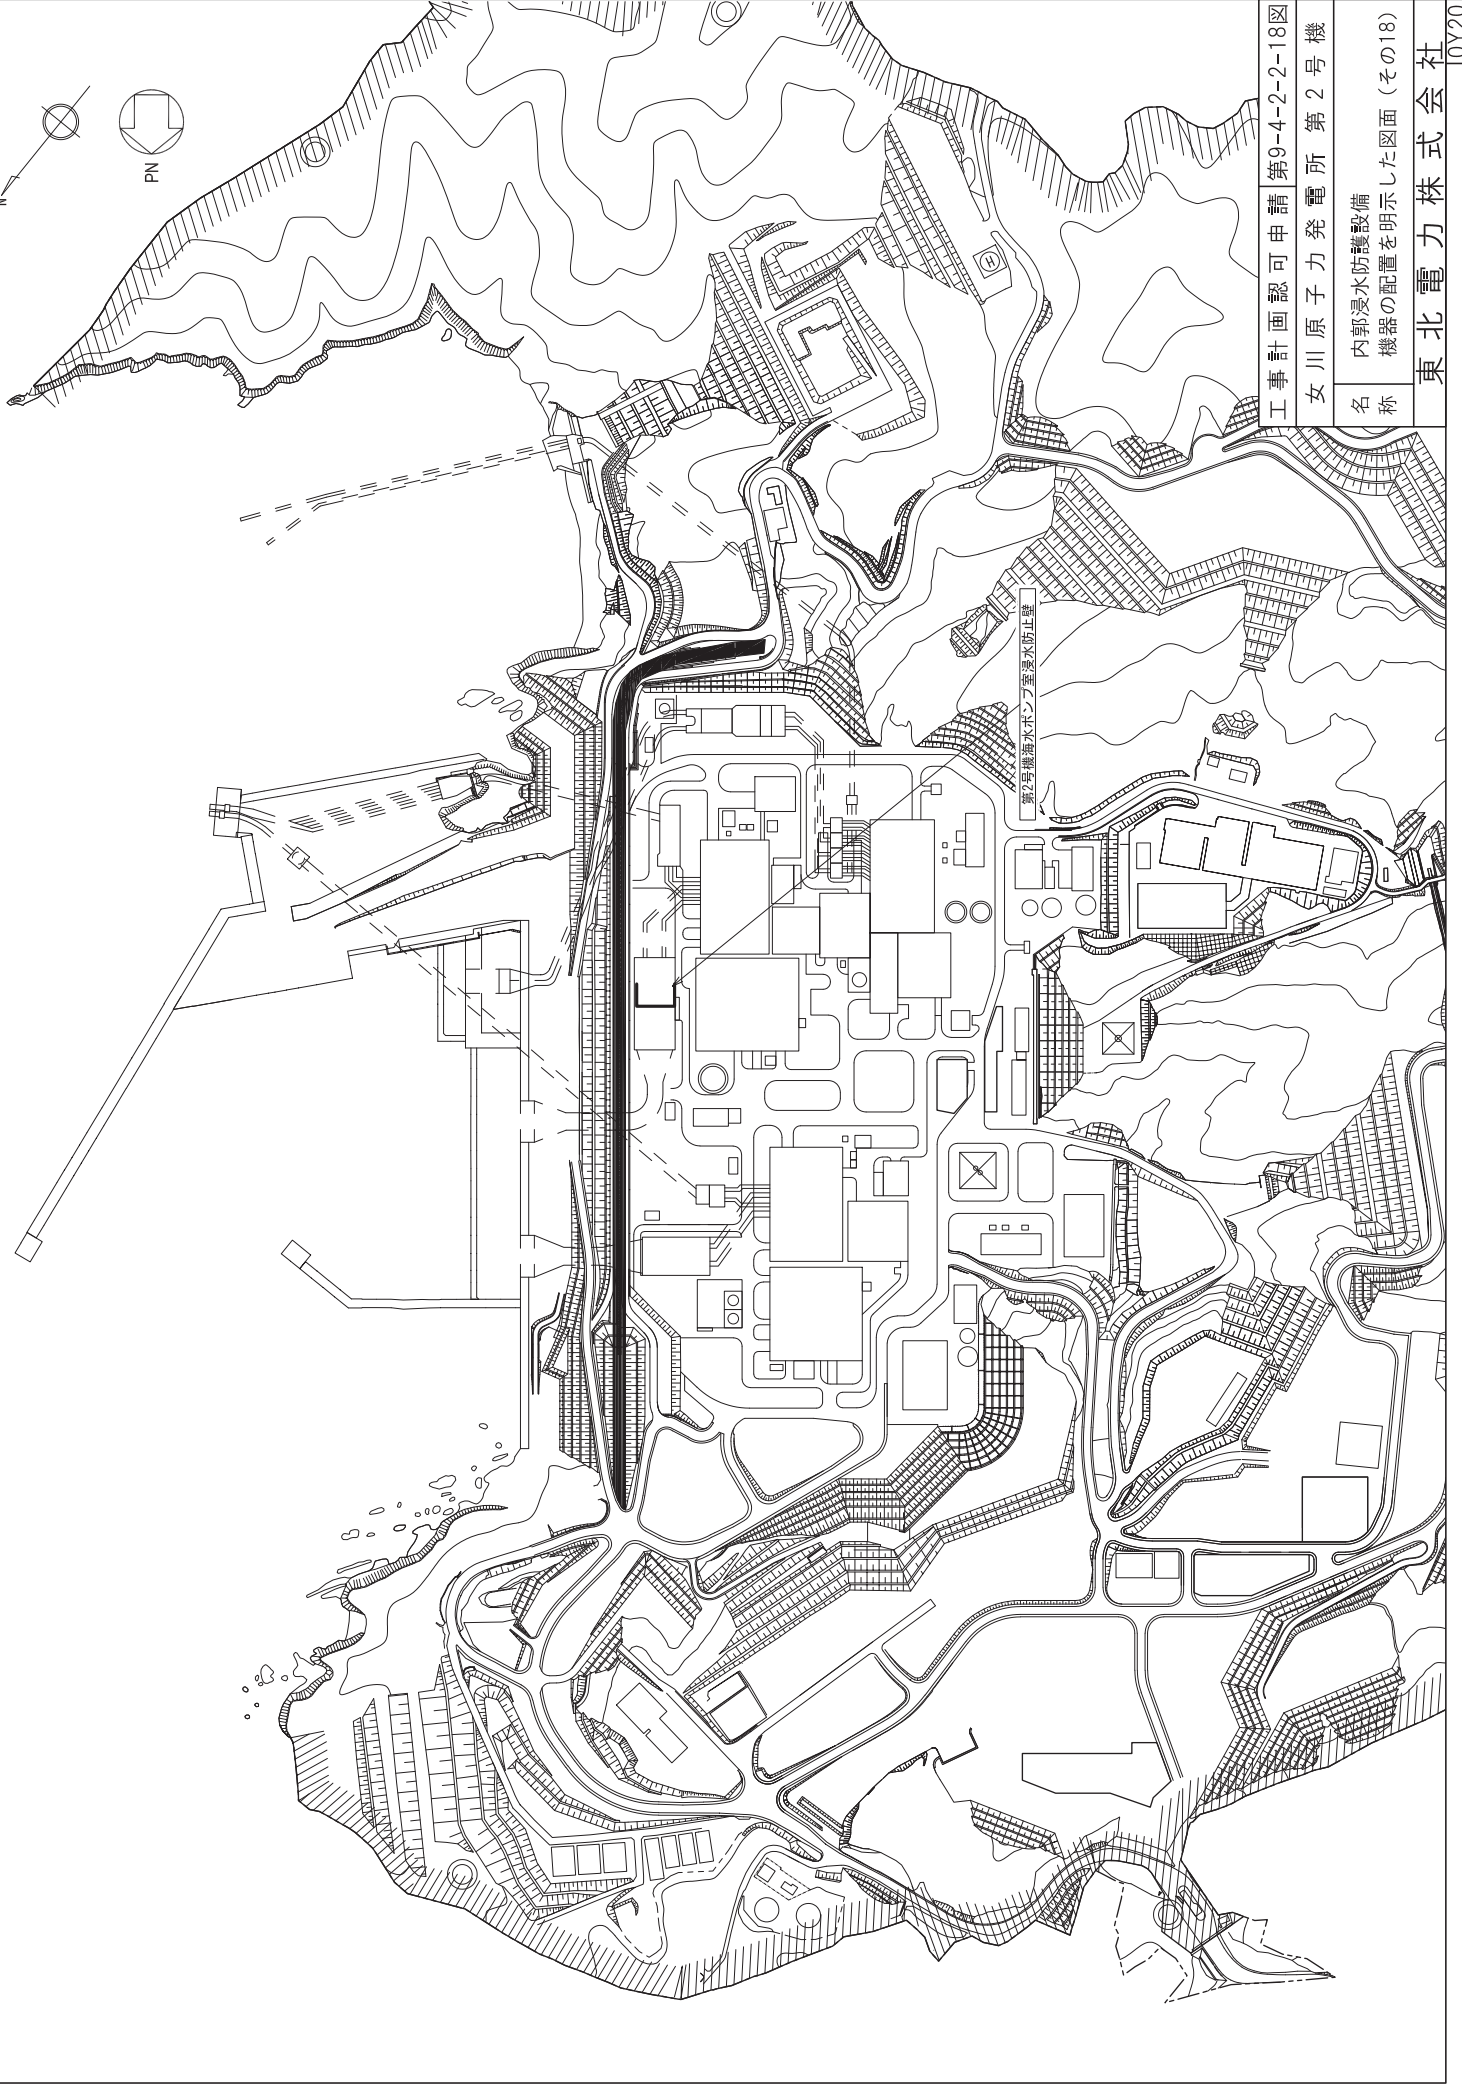 N
PN
第2号機海水ポンプ室浸水防止壁
工事計画認可申請 第9-4-2-2-18図
女川原子力発電所 第2号機
名称
内郭浸水防護設備
機器の配置を明示した図面(その18)
東北電力株式会社
H